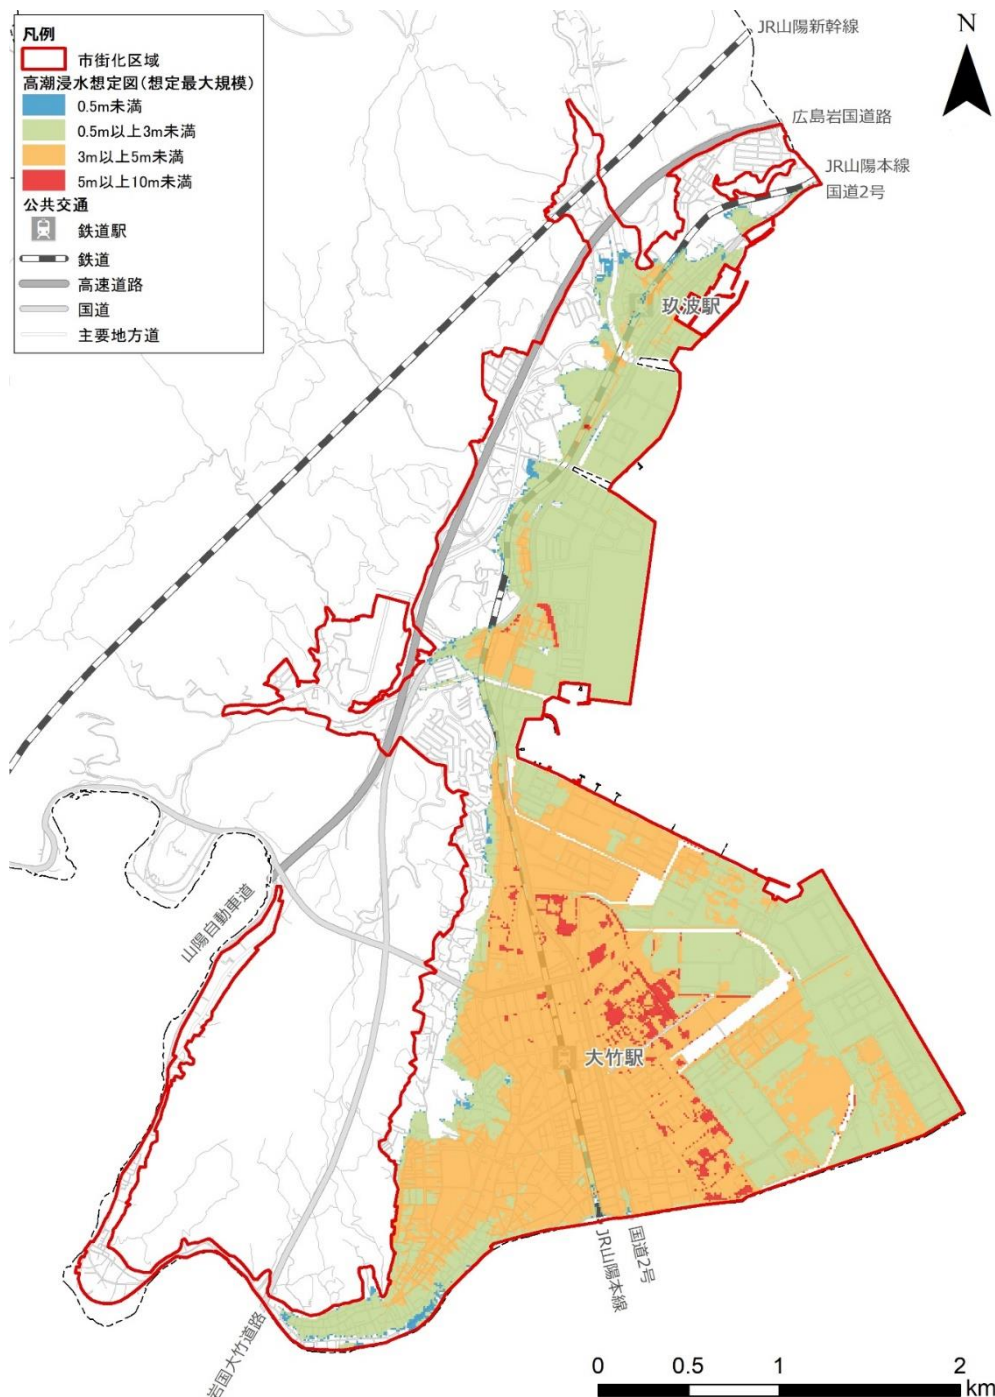 凡例
市街化区域
高潮浸水想定図(想定最大規模)
0.5m未満
0.5m以上3m未満
3m以上5m未満
5m以上10m未満
公共交通
鉄道駅
鉄道
高速道路
国道
主要地方道
JR山陽新幹線
N
広島岩国道路
JR山陽本線
国道2号
玖波駅
山陽自動車道
大竹駅
国道2号
JR山陽本線
岩国大竹道路
0 0.5 1 2
km